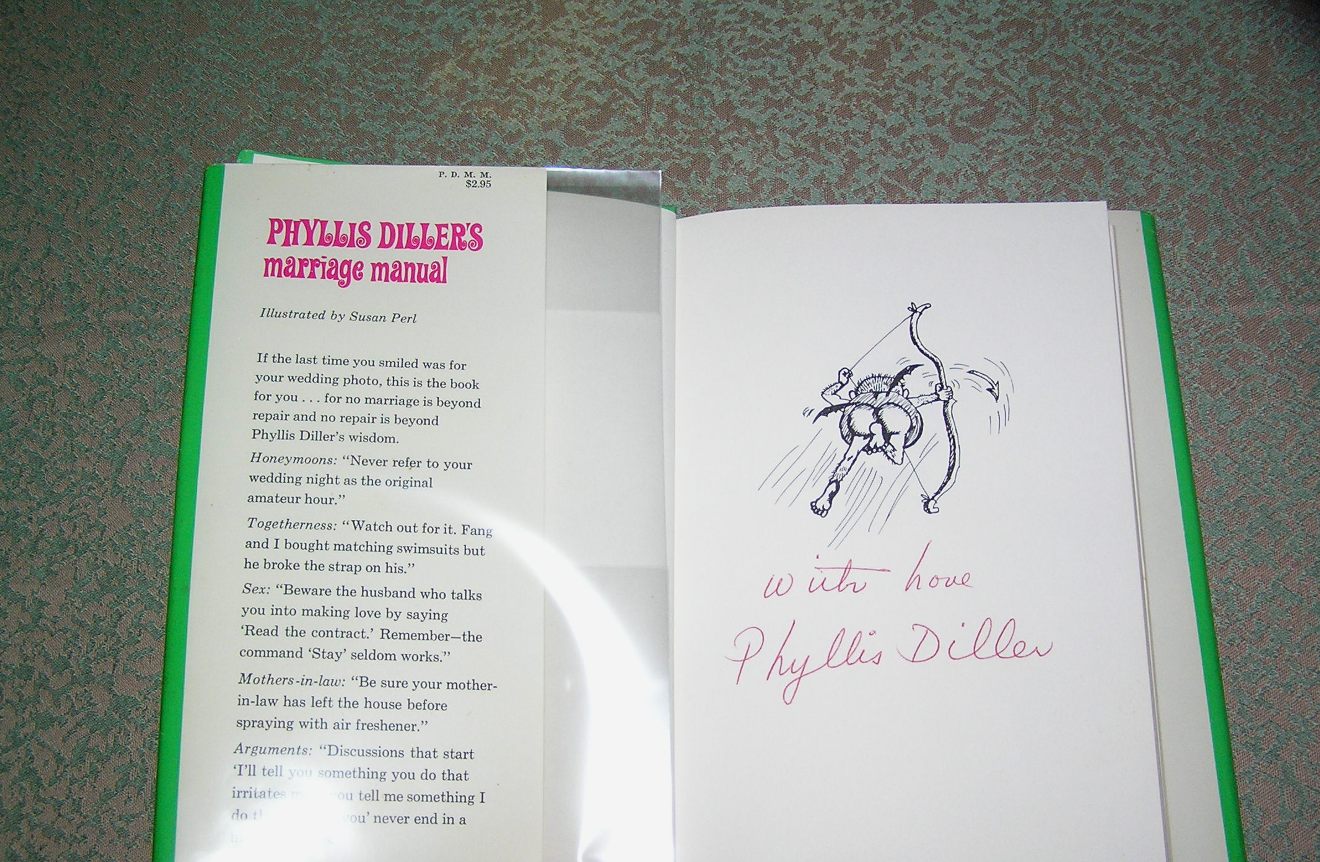 P. D. M. M.
$2.95
PHYLLIS DILLER'S
marriage manual
Illustrated by Susan Perl
If the last time you smiled was for
your wedding photo, this is the book
for you . . . for no marriage is beyond
repair and no repair is beyond
Phyllis Diller's wisdom.
Honeymoons: “Never refer to your
wedding night as the original
amateur hour.”
Togetherness: “Watch out for it. Fang
and I bought matching swimsuits but
he broke the strap on his.”
Sex: “Beware the husband who talks
you into making love by saying
‘Read the contract.’ Remember—the
command ‘Stay’ seldom works.”
Mothers-in-law: “Be sure your mother-
in-law has left the house before
spraying with air freshener.”
Arguments: “Discussions that start
‘I'll tell you something you do that
irritates you tell me something I
do you’ never end in a
with love
Phyllis Diller